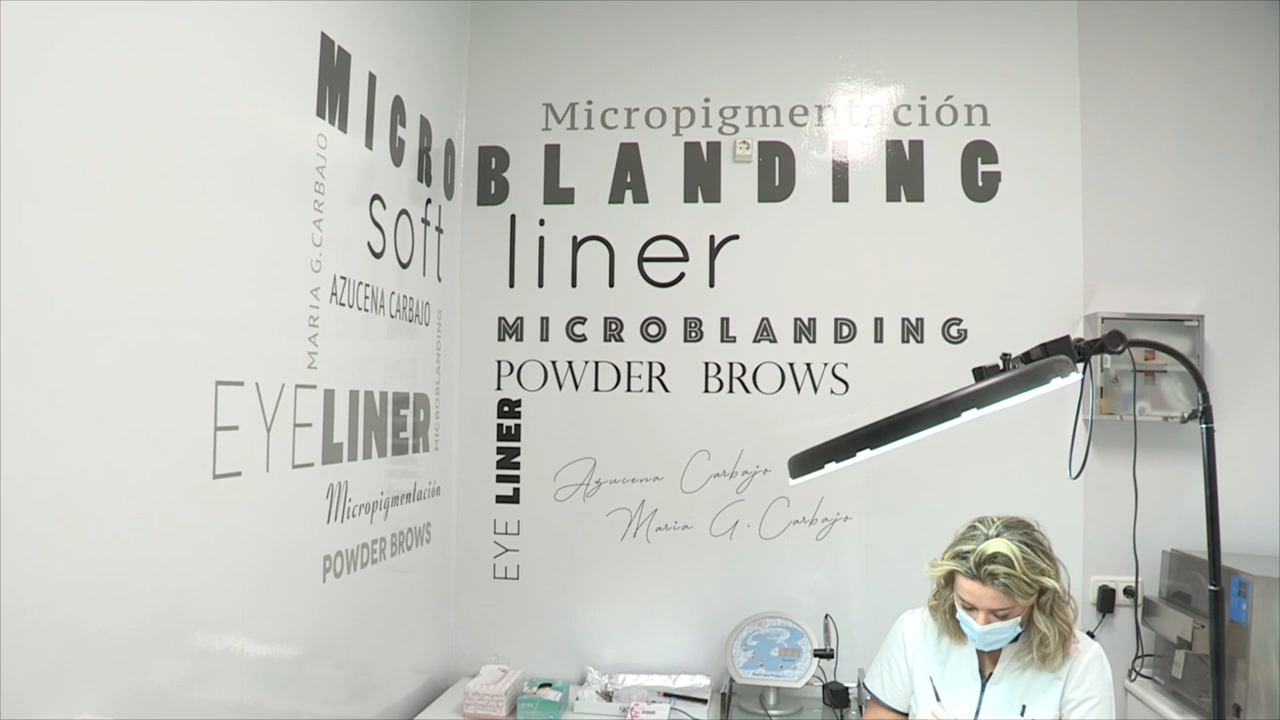 MICRO
soft
MARIA G.CARBAJO
AZUCENA CARBAJO
MICROBLANDING
EYELINER
Micropigmentación
POWDER BROWS
Micropigmentación
BLANDING
liner
MICROBLANDING
POWDER BROWS
EYE LINER
Azucena Carbajo
Maria G. Carbajo